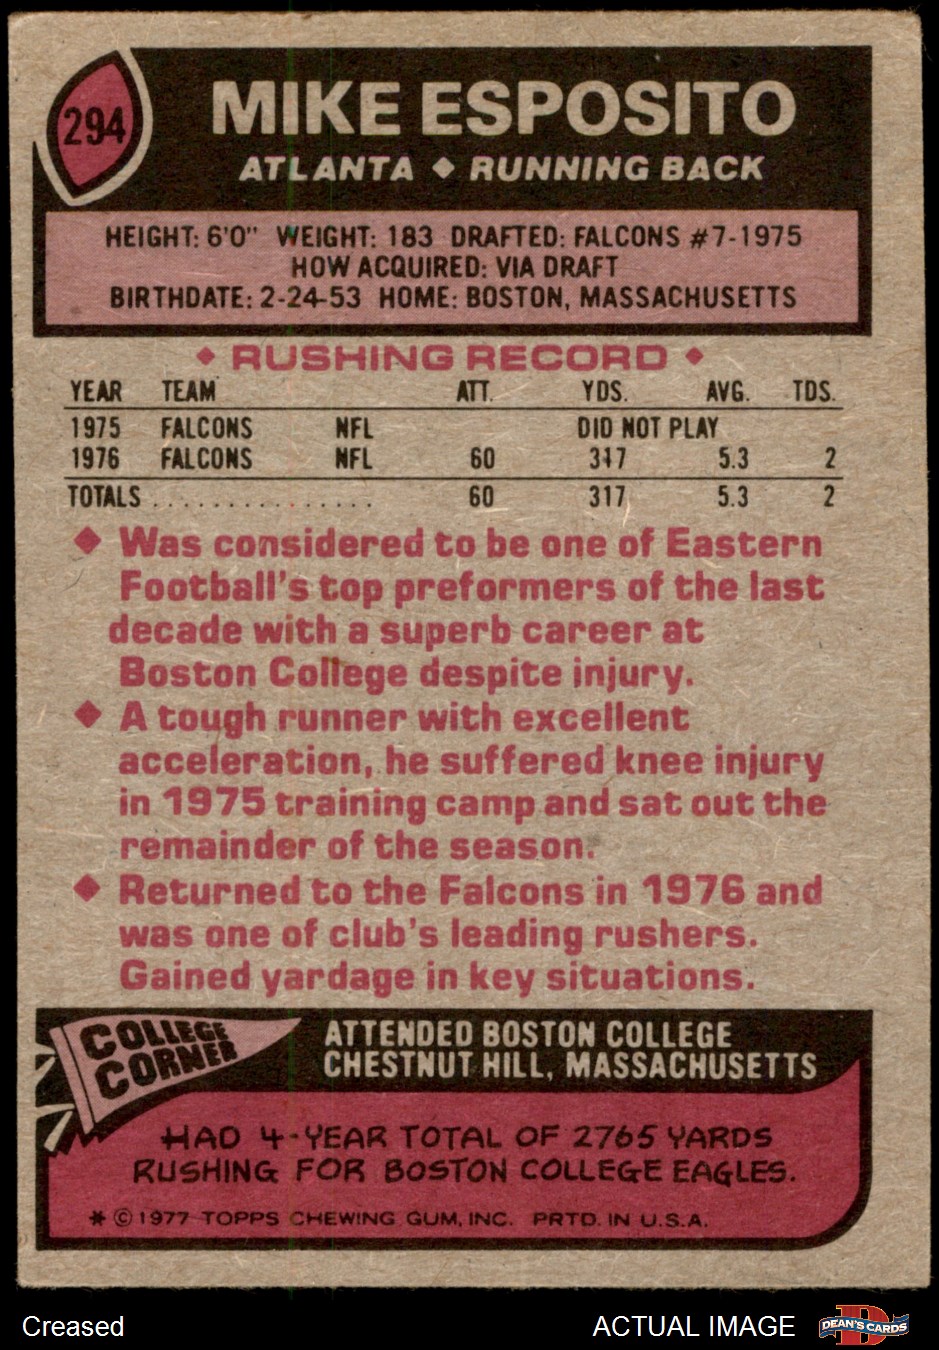 294
MIKE ESPOSITO
ATLANTA ◆ RUNNING BACK
HEIGHT: 6'0" WEIGHT: 183 DRAFTED: FALCONS #7-1975
HOW ACQUIRED: VIA DRAFT
BIRTHDATE: 2-24-53 HOME: BOSTON, MASSACHUSETTS
◆ RUSHING RECORD ◆
YEAR TEAM ATT. YDS. AVG. TDS.
1975 FALCONS NFL DID NOT PLAY
1976 FALCONS NFL 60 317 5.3 2
TOTALS .............. 60 317 5.3 2
◆ Was considered to be one of Eastern
Football's top preformers of the last
decade with a superb career at
Boston College despite injury.
◆ A tough runner with excellent
acceleration, he suffered knee injury
in 1975 training camp and sat out the
remainder of the season.
◆ Returned to the Falcons in 1976 and
was one of club's leading rushers.
Gained yardage in key situations.
COLLEGE
CORNER
ATTENDED BOSTON COLLEGE
CHESTNUT HILL, MASSACHUSETTS
HAD 4-YEAR TOTAL OF 2765 YARDS
RUSHING FOR BOSTON COLLEGE EAGLES.
* © 1977 TOPPS CHEWING GUM, INC. PRTD. IN U.S.A.
Creased
ACTUAL IMAGE
DEAN'S CARDS